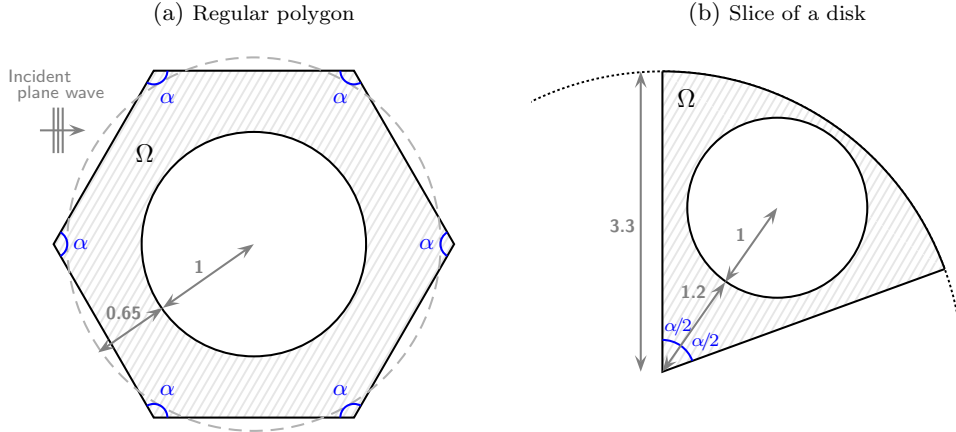 (a) Regular polygon
(b) Slice of a disk
Incident
plane wave
α
α
Ω
α
α
1
0.65
α
α
Ω
3.3
1
1.2
α/2
α/2